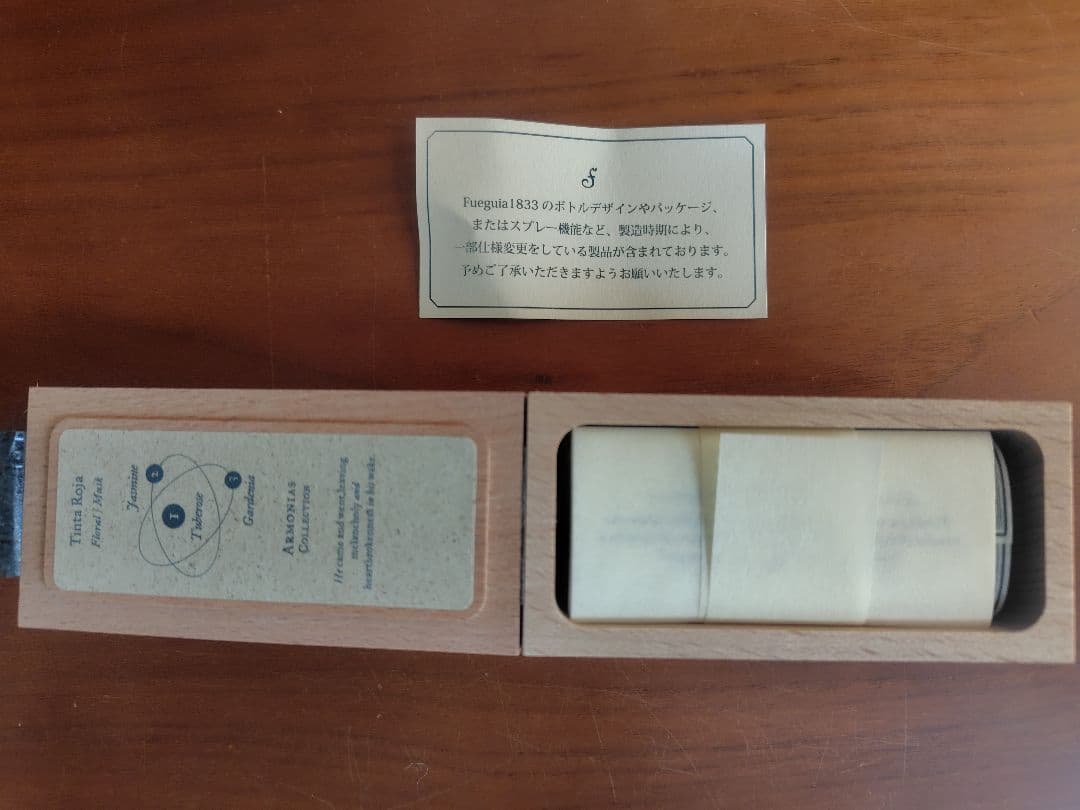 Fueguia1833 のボトルデザインやパッケージ、
またはスプレー機能など、製造時期により、
一部仕様変更をしている製品が含まれております。
予めご了承いただきますようお願いいたします。
Tinta Roja
Floral | Musk
2
Jasmine
1
Tuberose
3
Gardenia
ARMONIAS
COLLECTION
He came and went, leaving
melancholy and
in his wake.